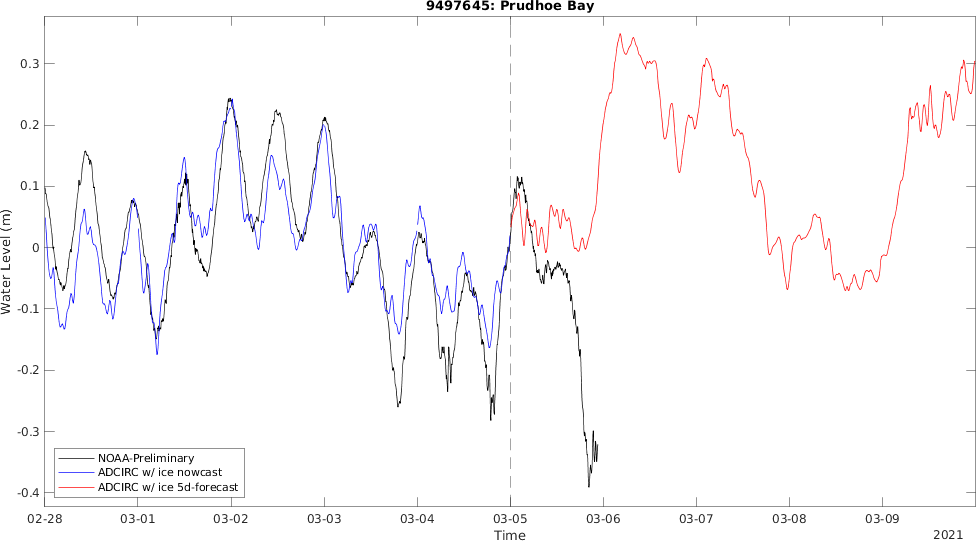 9497645: Prudhoe Bay
Water Level (m)
0.3
0.2
0.1
0
-0.1
-0.2
-0.3
-0.4
NOAA-Preliminary
ADCIRC w/ ice nowcast
ADCIRC w/ ice 5d-forecast
02-28 03-01 03-02 03-03 03-04 03-05 03-06 03-07 03-08 03-09
Time
2021